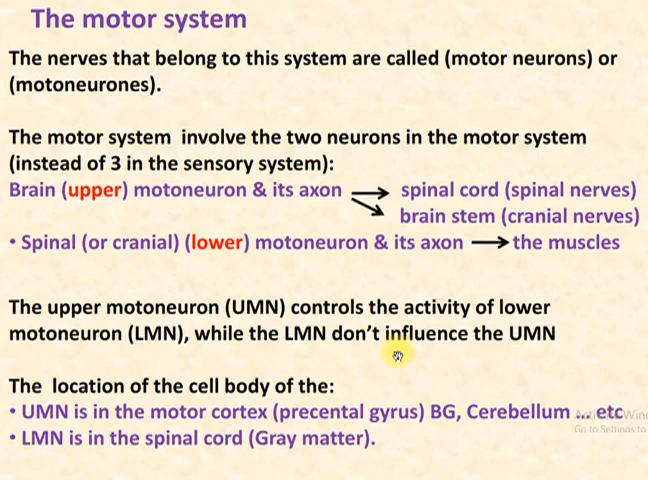 The motor system
The nerves that belong to this system are called (motor neurons) or
(motoneurones).
The motor system involve the two neurons in the motor system
(instead of 3 in the sensory system):
Brain (upper) motoneuron & its axon → spinal cord (spinal nerves)
brain stem (cranial nerves)
• Spinal (or cranial) (lower) motoneuron & its axon → the muscles
The upper motoneuron (UMN) controls the activity of lower
motoneuron (LMN), while the LMN don't influence the UMN
The location of the cell body of the:
• UMN is in the motor cortex (precental gyrus) BG, Cerebellum ... etc
• LMN is in the spinal cord (Gray matter).
Go to Settings to